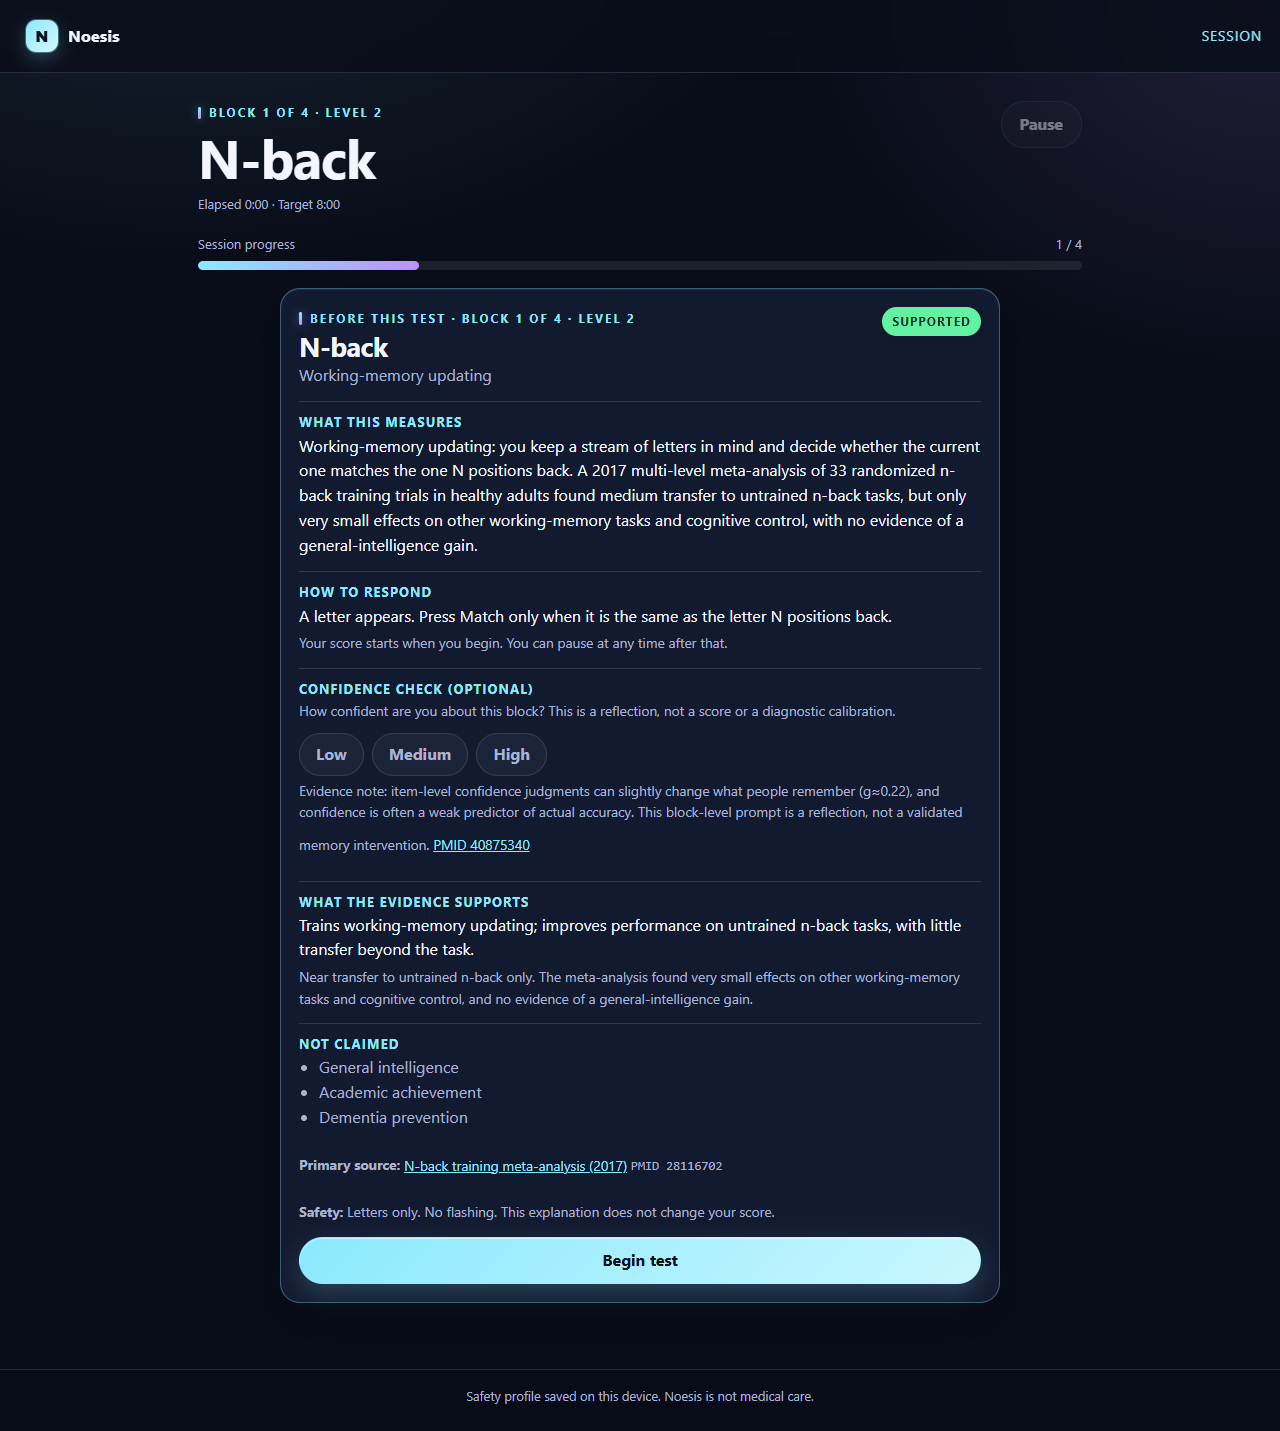 N Noesis
SESSION
BLOCK 1 OF 4 · LEVEL 2
Pause
N-back
Elapsed 0:00 · Target 8:00
Session progress
1 / 4
BEFORE THIS TEST · BLOCK 1 OF 4 · LEVEL 2
SUPPORTED
N-back
Working-memory updating
WHAT THIS MEASURES
Working-memory updating: you keep a stream of letters in mind and decide whether the current
one matches the one N positions back. A 2017 multi-level meta-analysis of 33 randomized n-
back training trials in healthy adults found medium transfer to untrained n-back tasks, but only
very small effects on other working-memory tasks and cognitive control, with no evidence of a
general-intelligence gain.
HOW TO RESPOND
A letter appears. Press Match only when it is the same as the letter N positions back.
Your score starts when you begin. You can pause at any time after that.
CONFIDENCE CHECK (OPTIONAL)
How confident are you about this block? This is a reflection, not a score or a diagnostic calibration.
Low Medium High
Evidence note: item-level confidence judgments can slightly change what people remember (g≈0.22), and
confidence is often a weak predictor of actual accuracy. This block-level prompt is a reflection, not a validated
memory intervention. PMID 40875340
WHAT THE EVIDENCE SUPPORTS
Trains working-memory updating; improves performance on untrained n-back tasks, with little
transfer beyond the task.
Near transfer to untrained n-back only. The meta-analysis found very small effects on other working-memory
tasks and cognitive control, and no evidence of a general-intelligence gain.
NOT CLAIMED
• General intelligence
• Academic achievement
• Dementia prevention
Primary source: N-back training meta-analysis (2017) PMID 28116702
Safety: Letters only. No flashing. This explanation does not change your score.
Begin test
Safety profile saved on this device. Noesis is not medical care.